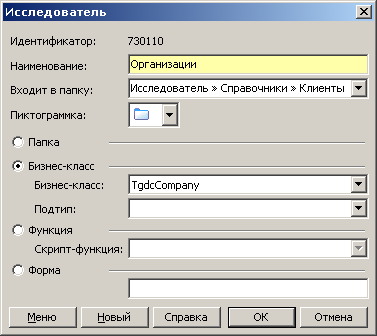 Исследователь
Идентификатор: 730110
Наименование: Организации
Входит в папку: Исследователь » Справочники » Клиенты
Пиктограммка:
Папка
Бизнес-класс
Бизнес-класс: TgdcCompany
Подтип:
Функция
Скрипт-функция:
Форма
Меню Новый Справка OK Отмена